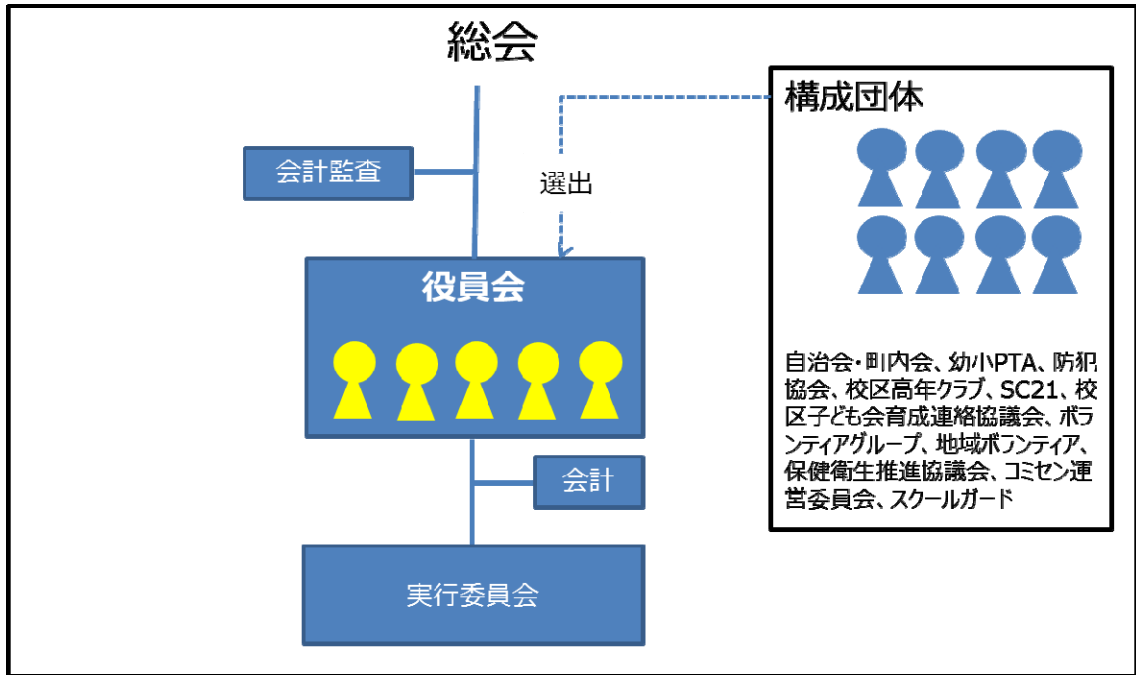 総会
会計監査
選出
役員会
会計
実行委員会
構成団体
自治会・町内会、幼小PTA、防犯
協会、校区高年クラブ、SC21、校
区子ども会育成連絡協議会、ボラ
ンティアグループ、地域ボランティア、
保健衛生推進協議会、コミセン運
営委員会、スクールガード